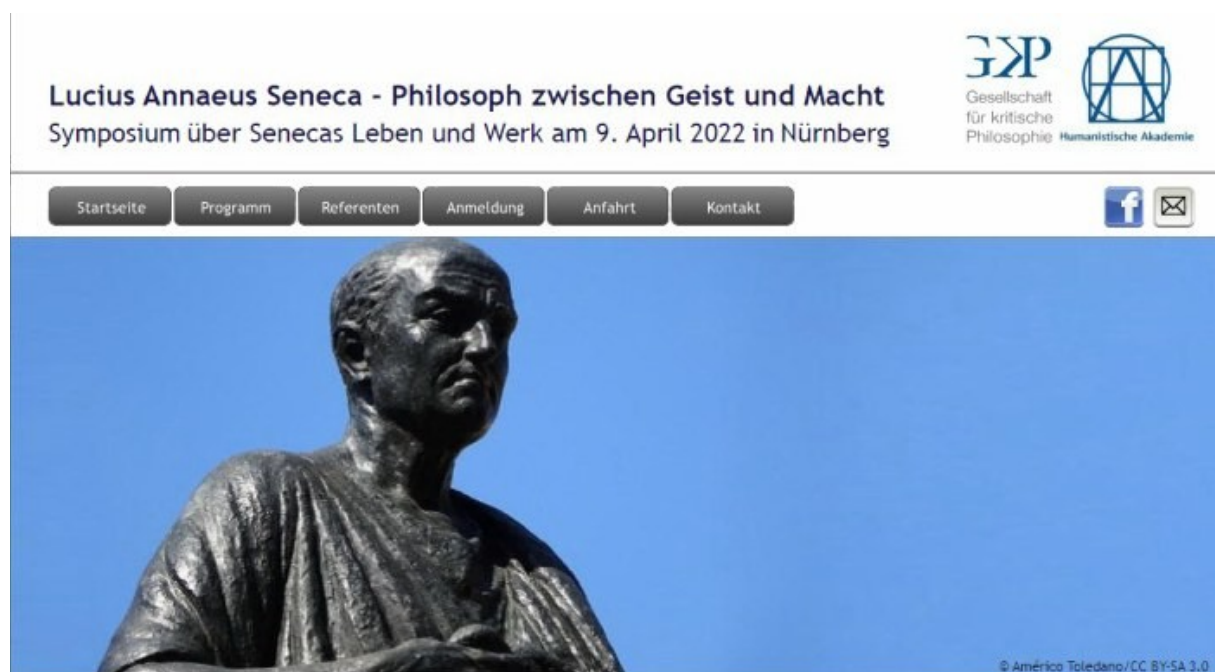 Lucius Annaeus Seneca - Philosoph zwischen Geist und Macht
Symposium über Senecas Leben und Werk am 9. April 2022 in Nürnberg
GKP
Gesellschaft
für kritische
Philosophie
Humanistische Akademie
Startseite
Programm
Referenten
Anmeldung
Anfahrt
Kontakt
f
© Américo Toledano/CC BY-SA 3.0